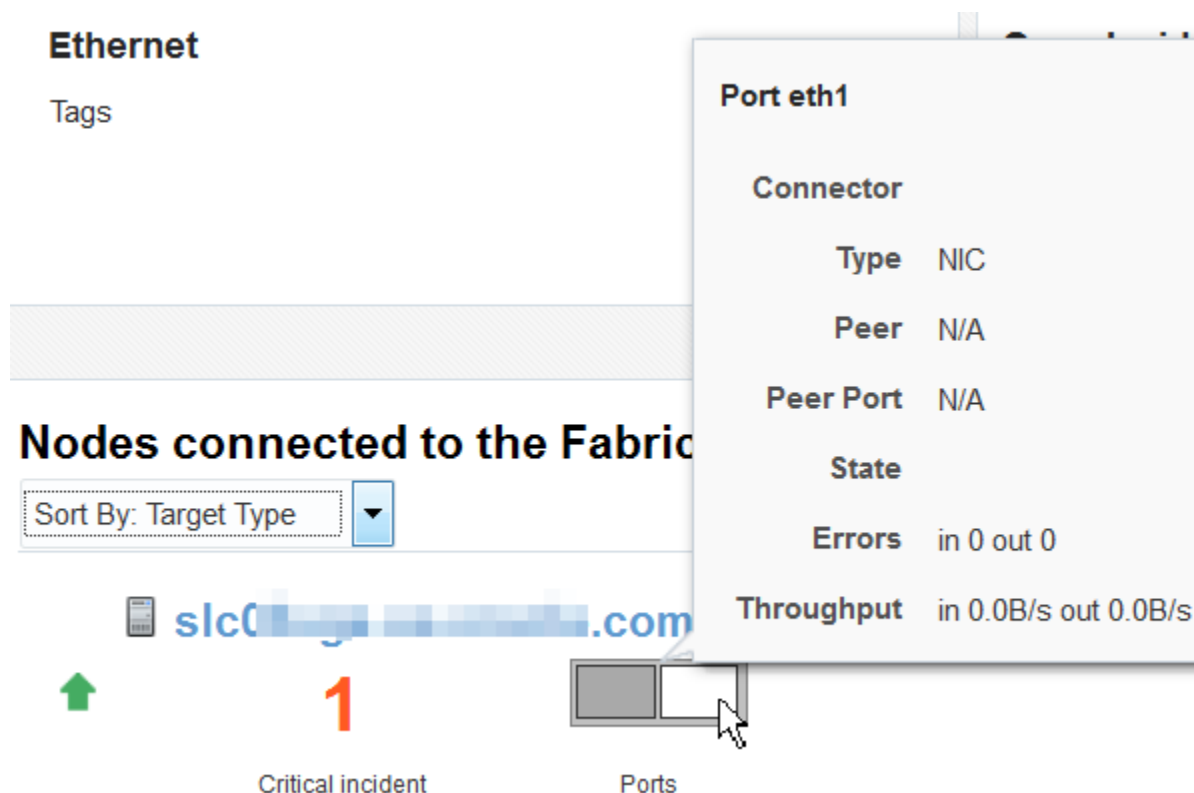 Ethernet
Tags
Port eth1
Connector
Type NIC
Peer N/A
Peer Port N/A
State
Errors in 0 out 0
Throughput in 0.0B/s out 0.0B/s
Nodes connected to the Fabric
Sort By: Target Type
.com
1
Critical incident Ports